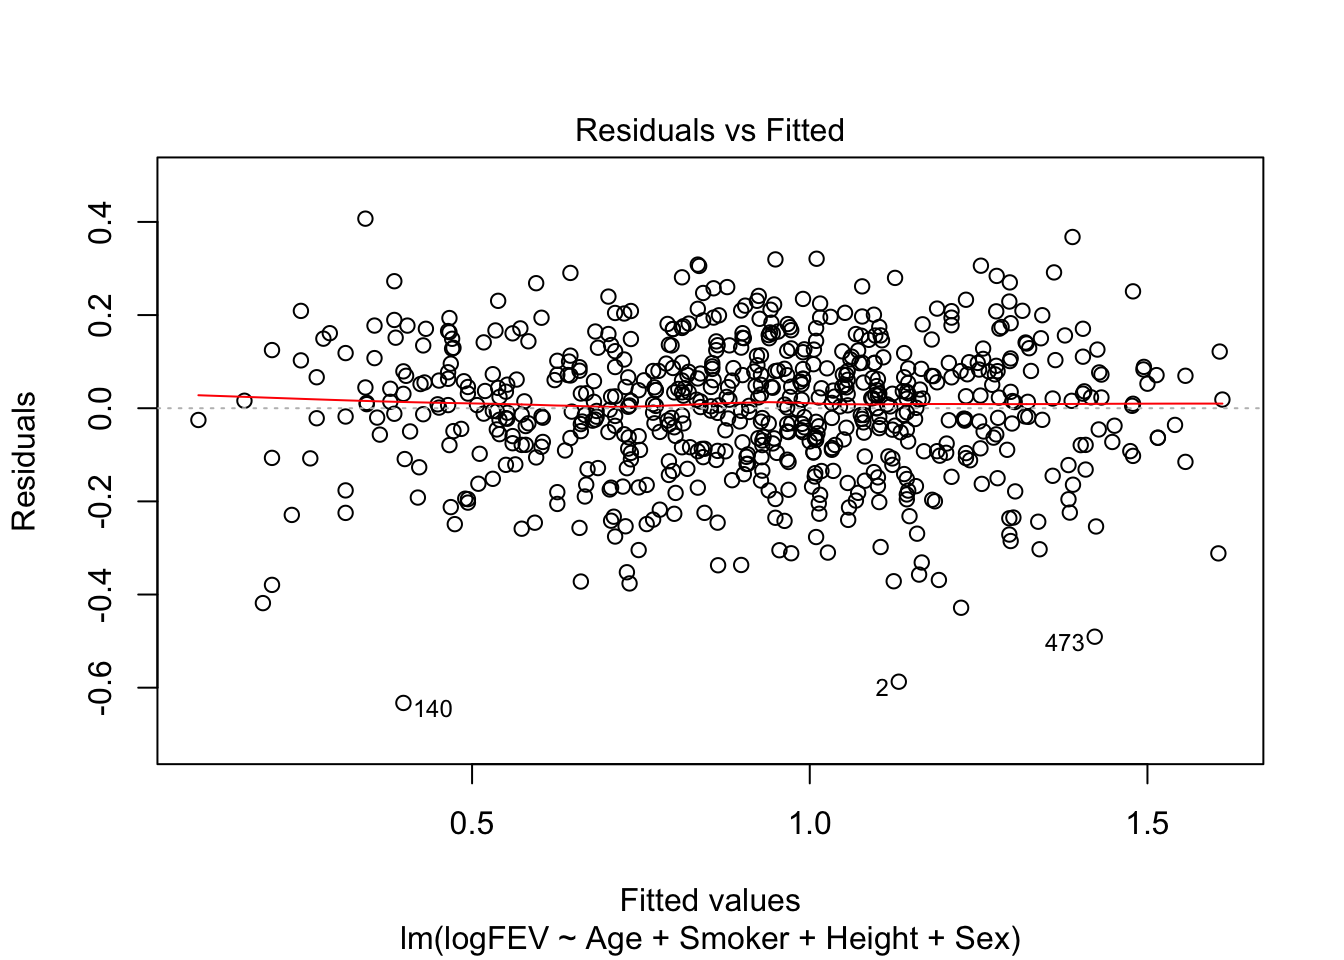 Residuals vs Fitted
Residuals
0.4
0.2
0.0
-0.2
-0.4
-0.6
473
2
140
0.5 1.0 1.5
Fitted values
lm(logFEV ~ Age + Smoker + Height + Sex)